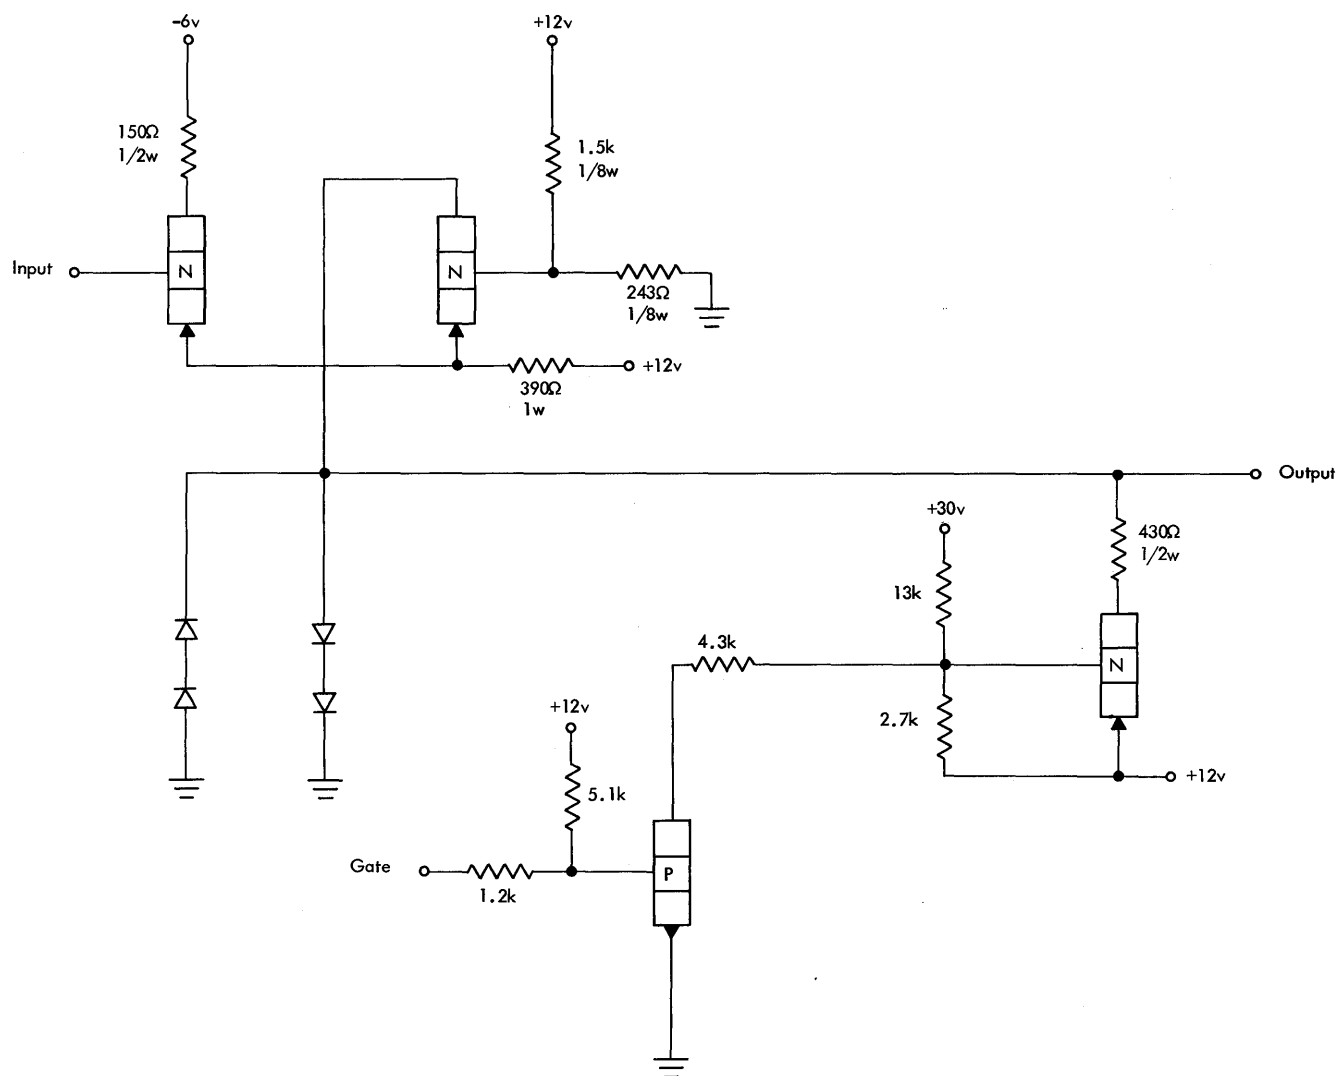 -6v
+12v
150Ω
1/2w
1.5k
1/8w
Input
N
N
243Ω
1/8w
+12v
390Ω
1w
Output
+30v
430Ω
1/2w
13k
4.3k
N
2.7k
+12v
+12v
5.1k
Gate
P
1.2k